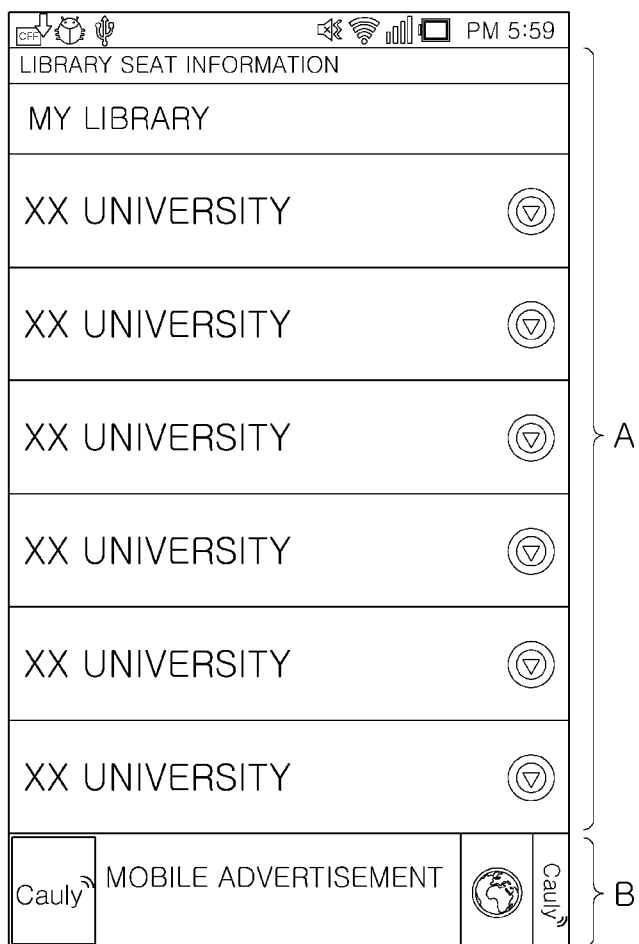 CFF PM 5:59
LIBRARY SEAT INFORMATION
MY LIBRARY
XX UNIVERSITY
XX UNIVERSITY
XX UNIVERSITY
A
XX UNIVERSITY
XX UNIVERSITY
XX UNIVERSITY
Cauly MOBILE ADVERTISEMENT Cauly
B